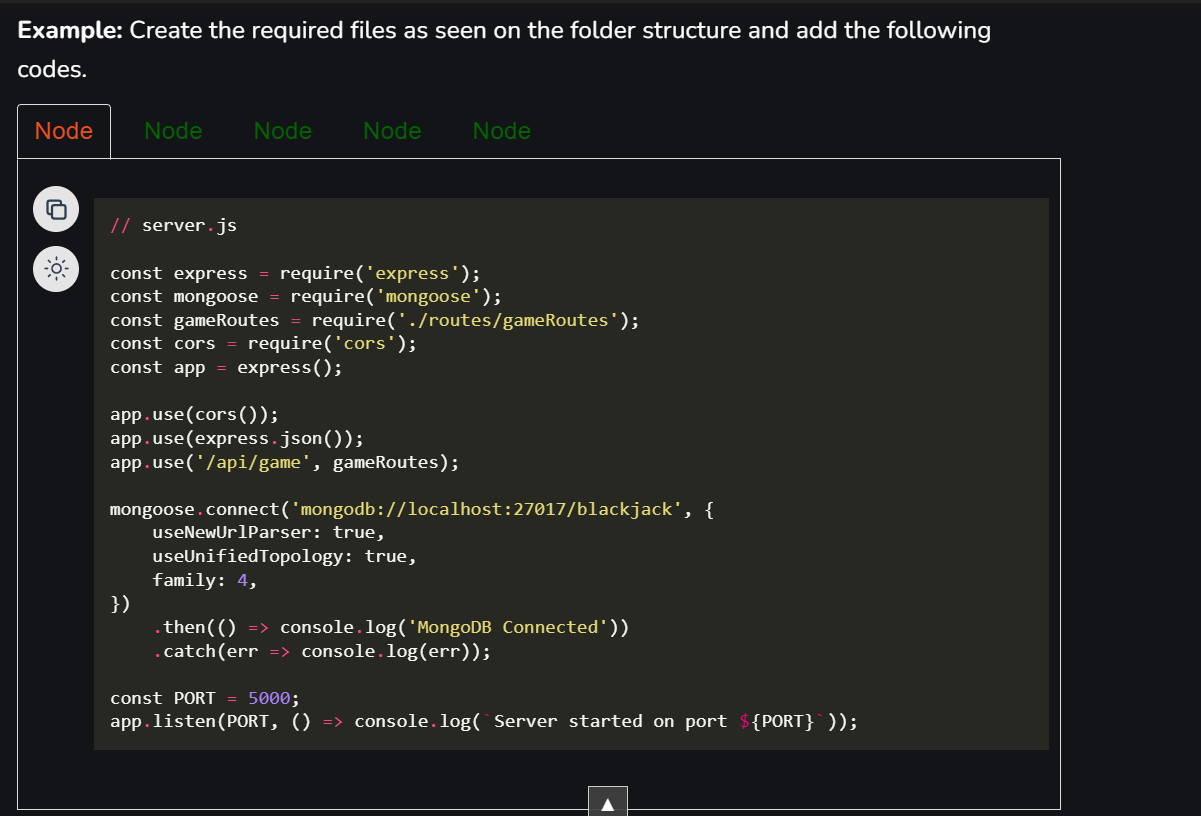 Example: Create the required files as seen on the folder structure and add the following
codes.
Node Node Node Node Node
// server.js
const express = require('express');
const mongoose = require('mongoose');
const gameRoutes = require('./routes/gameRoutes');
const cors = require('cors');
const app = express();
app.use(cors());
app.use(express.json());
app.use('/api/game', gameRoutes);
mongoose.connect('mongodb://localhost:27017/blackjack', {
    useNewUrlParser: true,
    useUnifiedTopology: true,
    family: 4,
})
    .then(() => console.log('MongoDB Connected'))
    .catch(err => console.log(err));
const PORT = 5000;
app.listen(PORT, () => console.log(`Server started on port ${PORT}`));